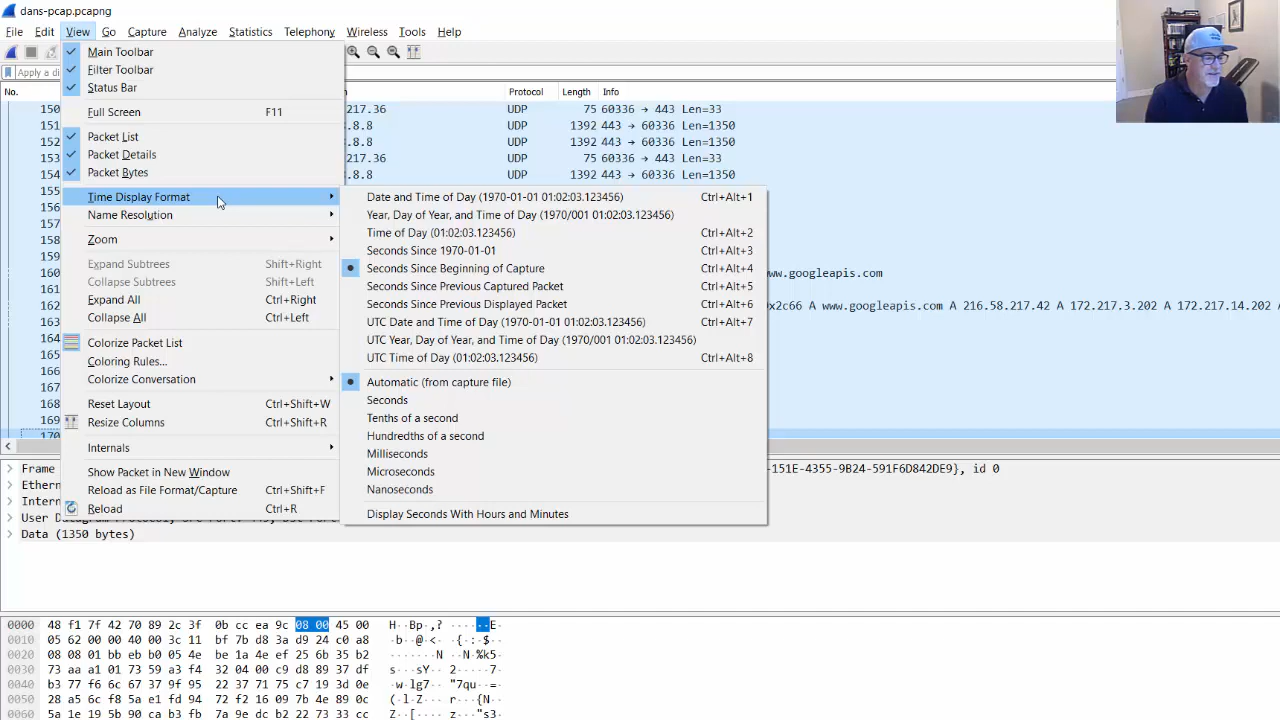 dans-pcap.pcapng
File Edit View Go Capture Analyze Statistics Telephony Wireless Tools Help
Main Toolbar
Filter Toolbar
Apply a di
Status Bar
No. Protocol Length Info
150 .217.36 UDP 75 60336 → 443 Len=33
Full Screen F11
151 .8.8 UDP 1392 443 → 60336 Len=1350
Packet List
152 .8.8 UDP 1392 443 → 60336 Len=1350
Packet Details
153 .217.36 UDP 75 60336 → 443 Len=33
Packet Bytes
154 .8.8 UDP 1392 443 → 60336 Len=1350
155
Time Display Format
Name Resolution
Zoom
Expand Subtrees Shift+Right
Collapse Subtrees Shift+Left
Expand All Ctrl+Right
Collapse All Ctrl+Left
Colorize Packet List
Coloring Rules...
Colorize Conversation
Reset Layout Ctrl+Shift+W
Resize Columns Ctrl+Shift+R
Internals
Show Packet in New Window
Reload as File Format/Capture Ctrl+Shift+F
Reload Ctrl+R
Date and Time of Day (1970-01-01 01:02:03.123456) Ctrl+Alt+1
Year, Day of Year, and Time of Day (1970/001 01:02:03.123456)
Time of Day (01:02:03.123456) Ctrl+Alt+2
Seconds Since 1970-01-01 Ctrl+Alt+3
Seconds Since Beginning of Capture Ctrl+Alt+4
Seconds Since Previous Captured Packet Ctrl+Alt+5
Seconds Since Previous Displayed Packet Ctrl+Alt+6
UTC Date and Time of Day (1970-01-01 01:02:03.123456) Ctrl+Alt+7
UTC Year, Day of Year, and Time of Day (1970/001 01:02:03.123456)
UTC Time of Day (01:02:03.123456) Ctrl+Alt+8
Automatic (from capture file)
Seconds
Tenths of a second
Hundredths of a second
Milliseconds
Microseconds
Nanoseconds
Display Seconds With Hours and Minutes
156
157
158
159
160 www.googleapis.com
161
162 0x2c66 A www.googleapis.com A 216.58.217.42 A 172.217.3.202 A 172.217.14.202
163
164
165
166
167
168
169
170
Frame -151E-4355-9B24-591F6D842DE9}, id 0
Ethern
Intern
Data (1350 bytes)
0000 48 f1 7f 42 70 89 2c 3f 0b cc ea 9c 08 00 45 00 H··Bp·,? ······E·
0010 05 62 00 00 40 00 3c 11 bf 7b d8 3a d9 24 c0 a8 ·b··@·<· ·{·:·$··
0020 08 08 01 bb eb b0 05 4e be 1a 4e ef 25 6b 35 b2 ·······N ··N·%k5·
0030 73 aa a1 01 73 59 a3 f4 32 04 00 c9 d8 89 37 df s···sY·· 2·····7·
0040 b3 77 f6 6c 67 37 9f 95 22 37 71 75 c7 19 3d 0e ·w·lg7·· "7qu··=·
0050 28 a5 6c f8 5a e1 fd 94 72 f2 16 09 7b 4e 89 0c (·l·Z··· r···{N··
0060 5a 1e 19 5b 90 ca b3 fb 7a 9e dc b2 22 73 33 cc Z··[···· z···"s3·